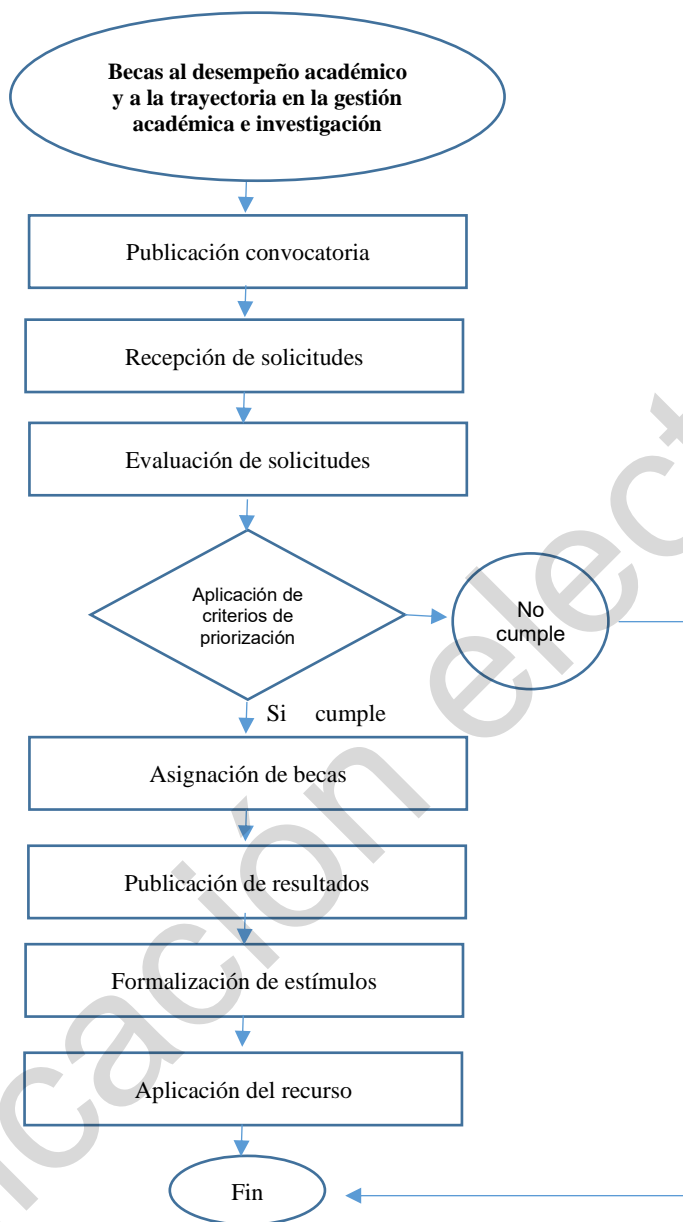 Becas al desempeño académico
y a la trayectoria en la gestión
académica e investigación
Publicación convocatoria
Recepción de solicitudes
Evaluación de solicitudes
Aplicación de
criterios de
priorización
No
cumple
Si cumple
Asignación de becas
Publicación de resultados
Formalización de estímulos
Aplicación del recurso
Fin
icación elect